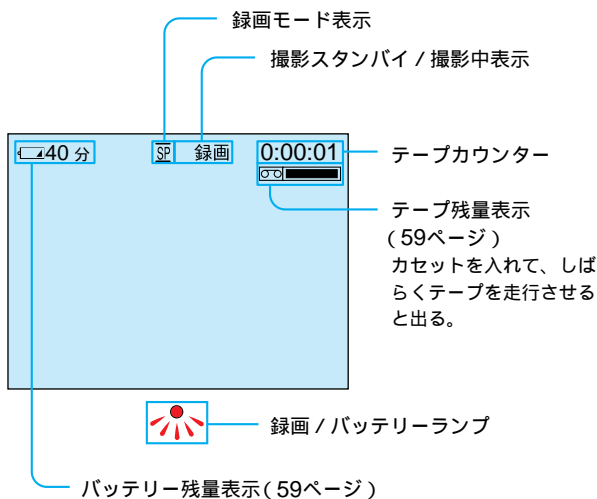 録画モード表示
撮影スタンバイ / 撮影中表示
40 分
SP 録画
0:00:01
テープカウンター
テープ残量表示
( 59ページ )
カセットを入れて、しば
らくテープを走行させる
と出る。
録画 / バッテリーランプ
バッテリー残量表示( 59ページ )